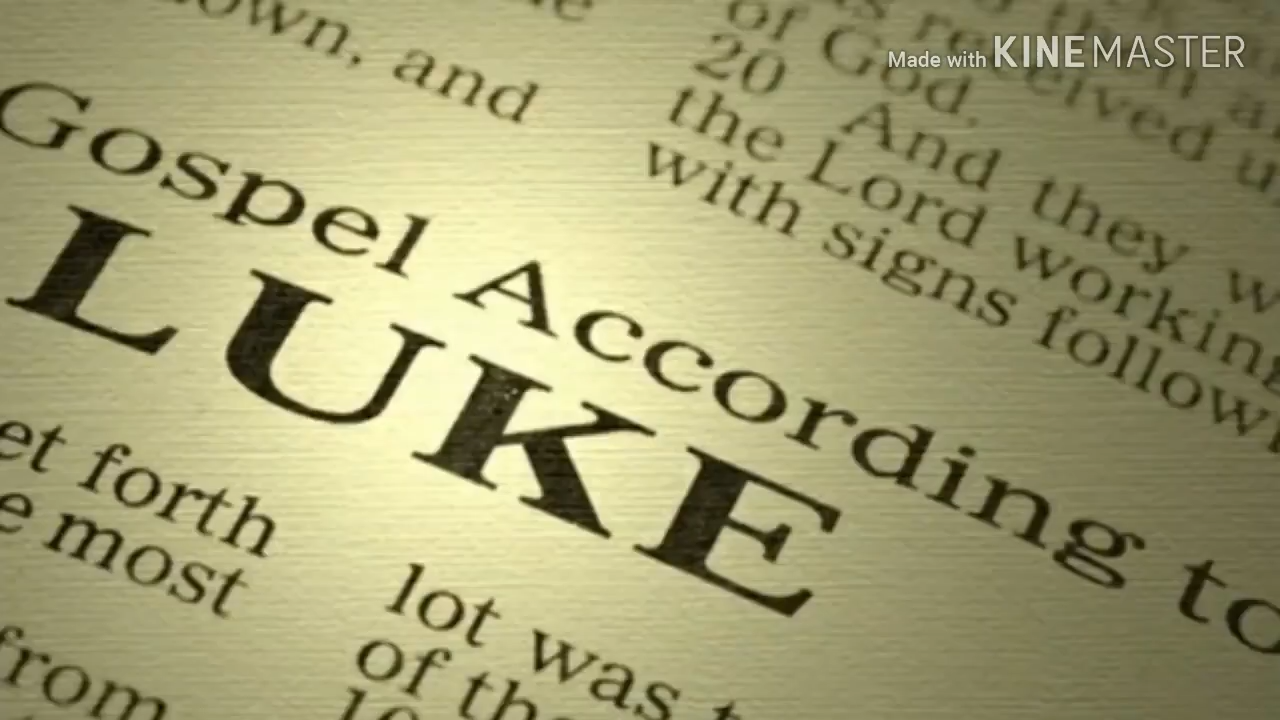 Made with KINEMASTER
own, and
of God.
20 And they
the Lord working
with signs follow
Gospel According to
LUKE
et forth
e most
from
lot was
of the